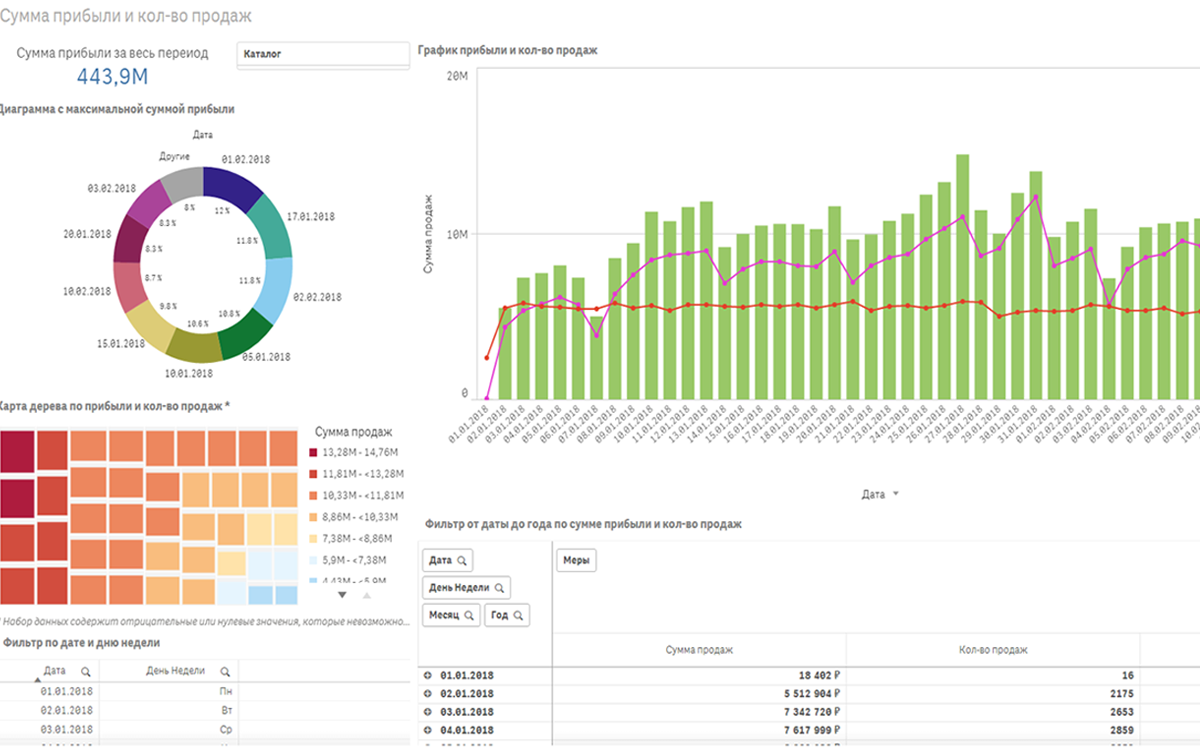 Сумма прибыли и кол-во продаж
Сумма прибыли за весь переиод
443,9M
Каталог
Диаграмма с максимальной суммой прибыли
Дата
Другие
01.02.2018
03.02.2018
17.01.2018
20.01.2018
02.02.2018
10.02.2018
15.01.2018
05.01.2018
10.01.2018
8%
12%
8.3%
11.8%
8.3%
8.7%
11.8%
9.8%
10.8%
10.6%
График прибыли и кол-во продаж
20M
10M
0
Сумма продаж
01.01.2018
02.01.2018
03.01.2018
04.01.2018
05.01.2018
06.01.2018
07.01.2018
08.01.2018
09.01.2018
10.01.2018
11.01.2018
12.01.2018
13.01.2018
14.01.2018
15.01.2018
16.01.2018
17.01.2018
18.01.2018
19.01.2018
20.01.2018
21.01.2018
22.01.2018
23.01.2018
24.01.2018
25.01.2018
26.01.2018
27.01.2018
28.01.2018
29.01.2018
30.01.2018
31.01.2018
01.02.2018
02.02.2018
03.02.2018
04.02.2018
05.02.2018
06.02.2018
07.02.2018
08.02.2018
09.02.2018
Дата
Карта дерева по прибыли и кол-во продаж *
Сумма продаж
13,28M - 14,76M
11,81M - <13,28M
10,33M - <11,81M
8,86M - <10,33M
7,38M - <8,86M
5,9M - <7,38M
4,43M - <5,9M
* Набор данных содержит отрицательные или нулевые значения, которые невозможно...
Фильтр по дате и дню недели
Дата День Недели
01.01.2018 Пн
02.01.2018 Вт
03.01.2018 Ср
Фильтр от даты до года по сумме прибыли и кол-во продаж
Дата
Меры
День Недели
Месяц Год
Сумма продаж Кол-во продаж
01.01.2018 18 402 ₽ 16
02.01.2018 5 512 904 ₽ 2175
03.01.2018 7 342 720 ₽ 2653
04.01.2018 7 617 999 ₽ 2859